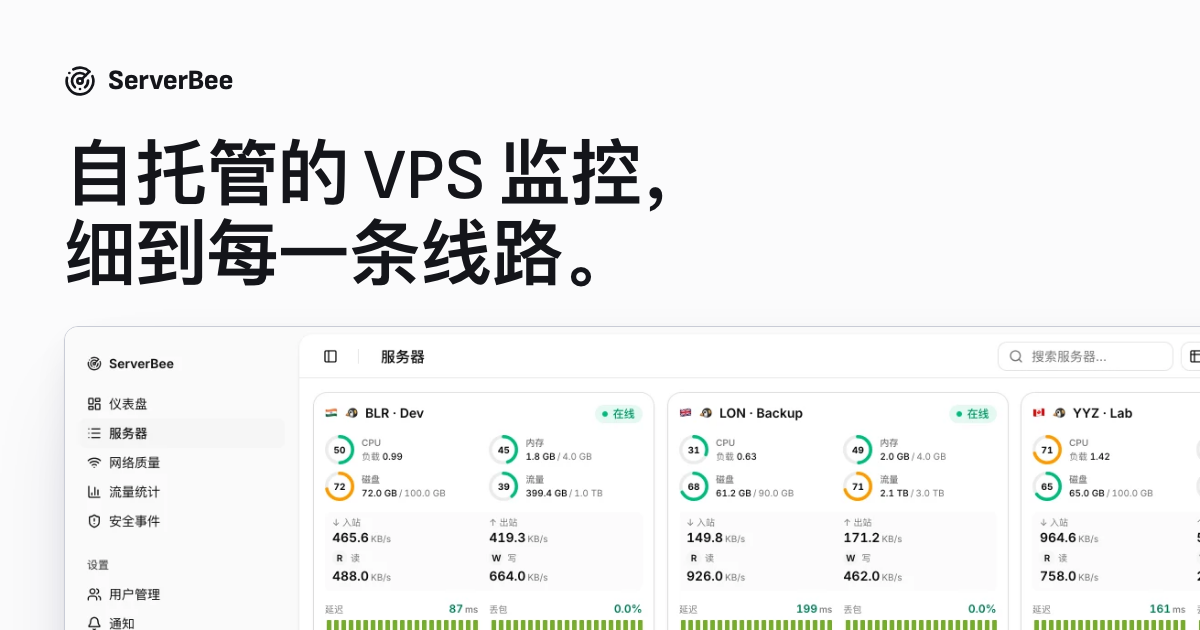 ServerBee
自托管的 VPS 监控，
细到每一条线路。
ServerBee
仪表盘
服务器
网络质量
流量统计
安全事件
设置
用户管理
通知
服务器
搜索服务器...
BLR · Dev
在线
50 CPU 负载 0.99
45 内存 1.8 GB / 4.0 GB
72 磁盘 72.0 GB / 100.0 GB
39 流量 399.4 GB / 1.0 TB
↓ 入站 ↑ 出站
465.6 KB/s 419.3 KB/s
R 读 W 写
488.0 KB/s 664.0 KB/s
延迟 87 ms 丢包 0.0%
LON · Backup
在线
31 CPU 负载 0.63
49 内存 2.0 GB / 4.0 GB
68 磁盘 61.2 GB / 90.0 GB
71 流量 2.1 TB / 3.0 TB
↓ 入站 ↑ 出站
149.8 KB/s 171.2 KB/s
R 读 W 写
926.0 KB/s 462.0 KB/s
延迟 199 ms 丢包 0.0%
YYZ · Lab
71 CPU 负载 1.42
65 磁盘 65.0 GB / 100.0 GB
↓ 入站
964.6 KB/s
R 读
758.0 KB/s
延迟 161 ms